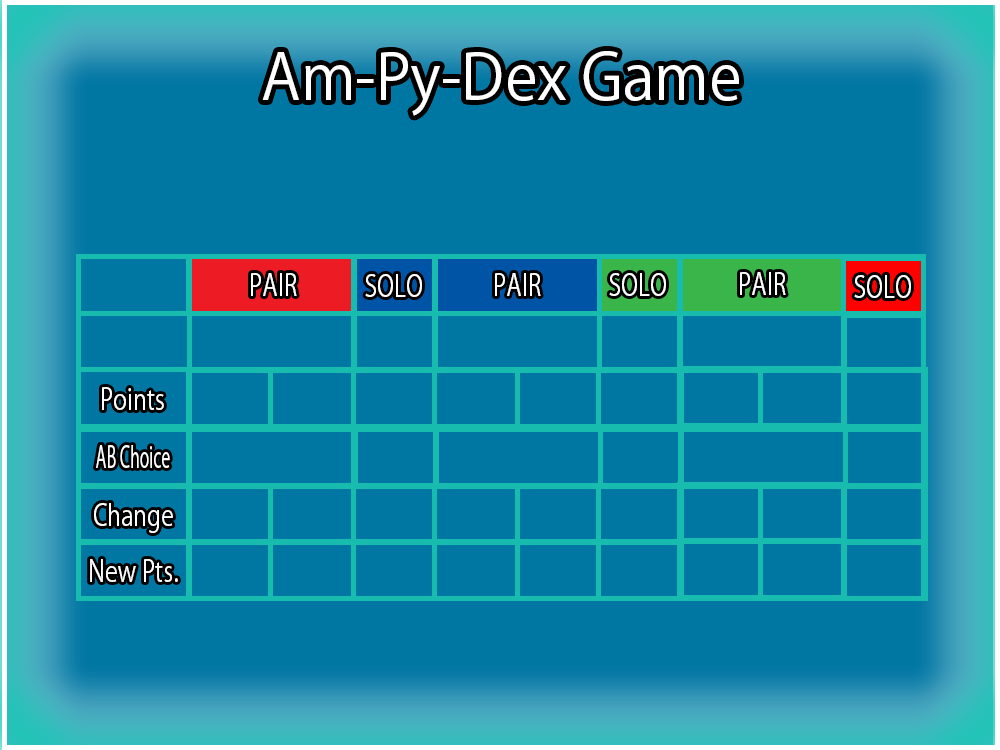 Am-Py-Dex Game
PAIR SOLO PAIR SOLO PAIR SOLO
Points
AB Choice
Change
New Pts.